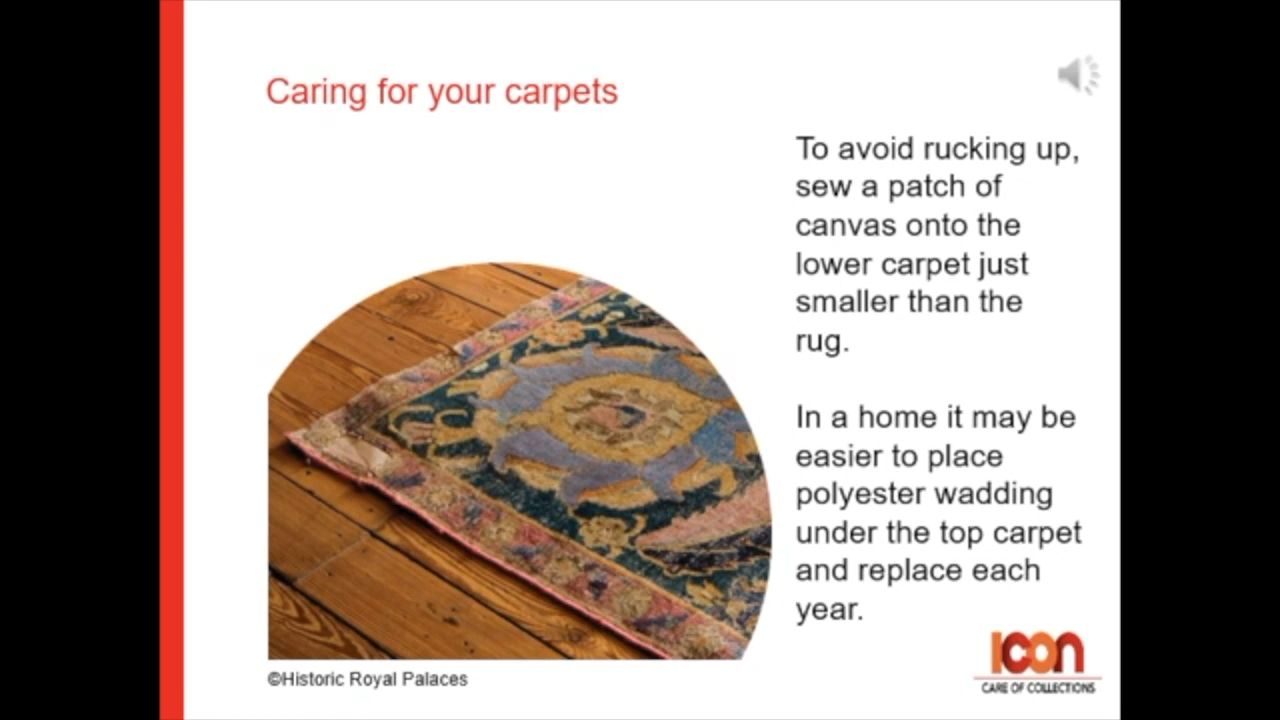 Caring for your carpets
To avoid rucking up,
sew a patch of
canvas onto the
lower carpet just
smaller than the
rug.
In a home it may be
easier to place
polyester wadding
under the top carpet
and replace each
year.
©Historic Royal Palaces
Icon
CARE OF COLLECTIONS